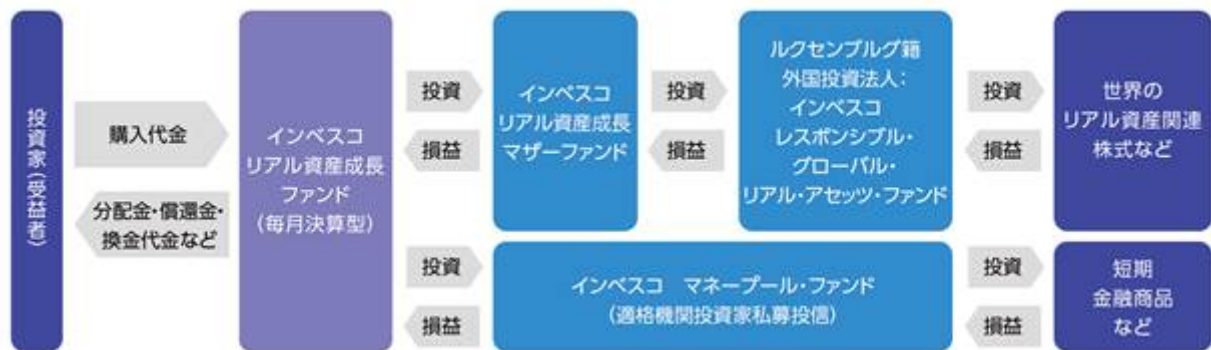 投資家(受益者)
購入代金
分配金・償還金・
換金代金など
インベスコ
リアル資産成長
ファンド
(毎月決算型)
投資
損益
インベスコ
リアル資産成長
マザーファンド
投資
損益
ルクセンブルグ籍
外国投資法人:
インベスコ
レスポンシブル・
グローバル・
リアル・アセッツ・ファンド
投資
損益
世界の
リアル資産関連
株式など
投資
損益
インベスコ　マネープール・ファンド
(適格機関投資家私募投信)
投資
損益
短期
金融商品
など